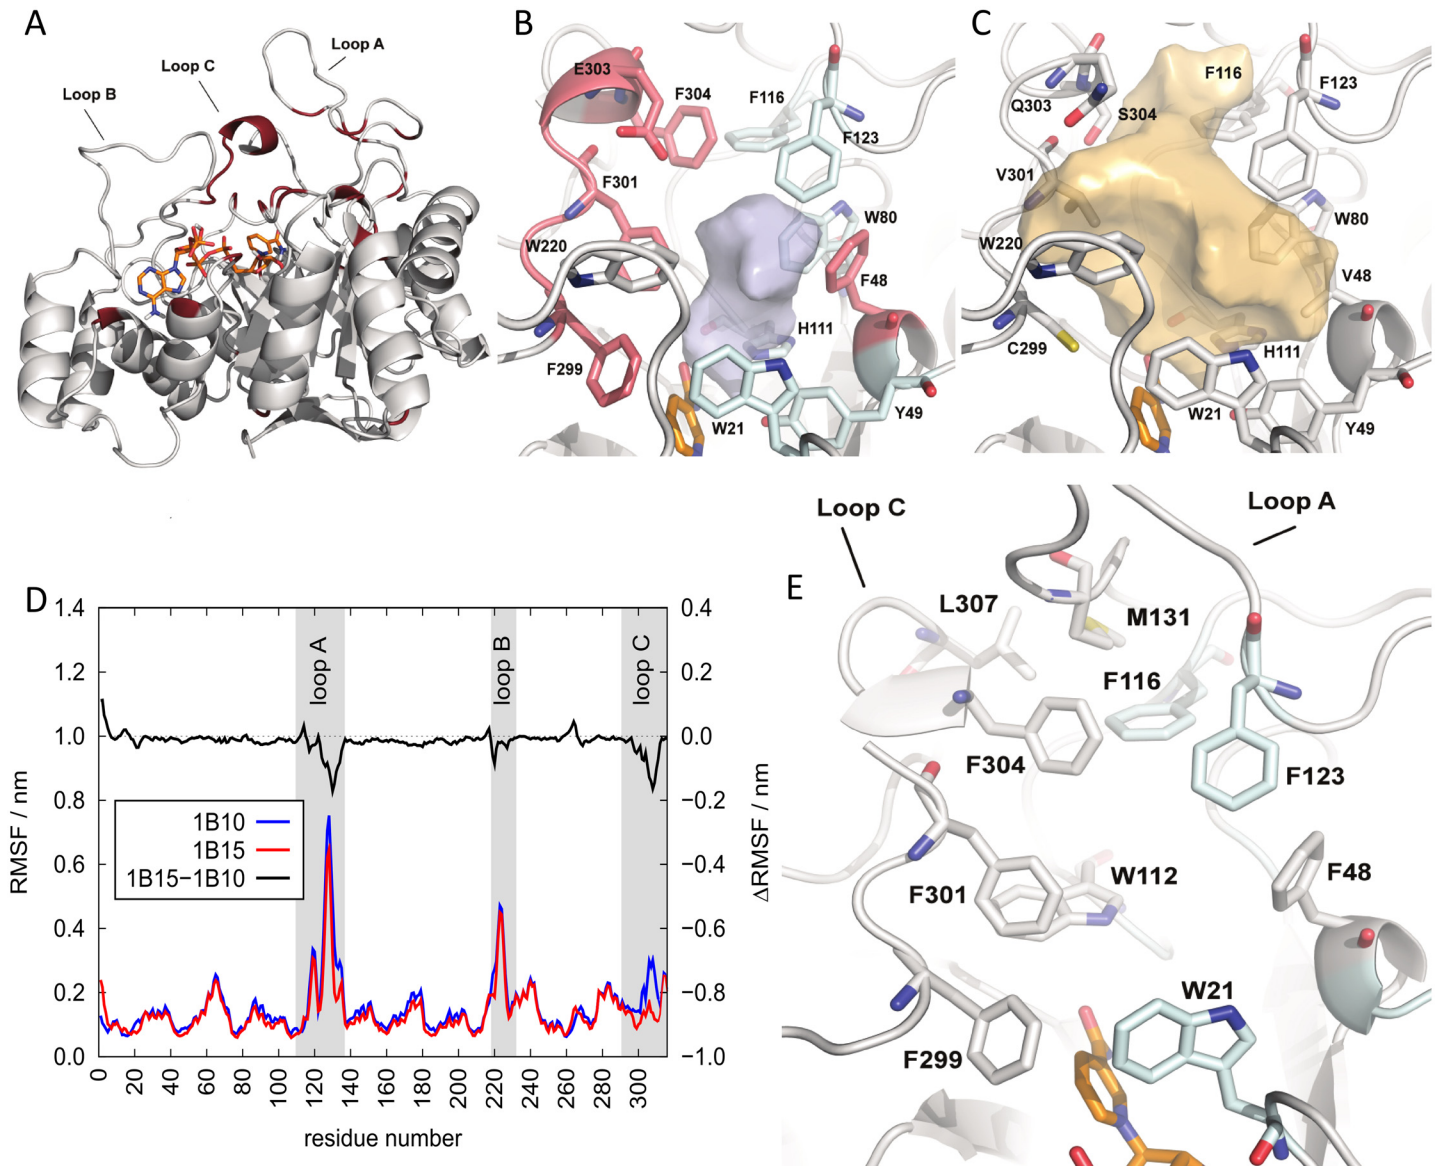 A
Loop A
Loop C
Loop B
B
E303
F304
F116
F123
F301
W80
W220
F48
H111
F299
W21
Y49
C
F116
F123
Q303
S304
V301
W80
W220
V48
C299
H111
W21
Y49
D
1.4
1.2
1.0
0.8
0.6
0.4
0.2
0.0
RMSF / nm
0.4
0.2
0.0
−0.2
−0.4
−0.6
−0.8
−1.0
ΔRMSF / nm
loop A
loop B
loop C
1B10
1B15
1B15−1B10
0 20 40 60 80 100 120 140 160 180 200 220 240 260 280 300
residue number
E
Loop C
Loop A
L307
M131
F116
F304
F123
F301
W112
F48
W21
F299